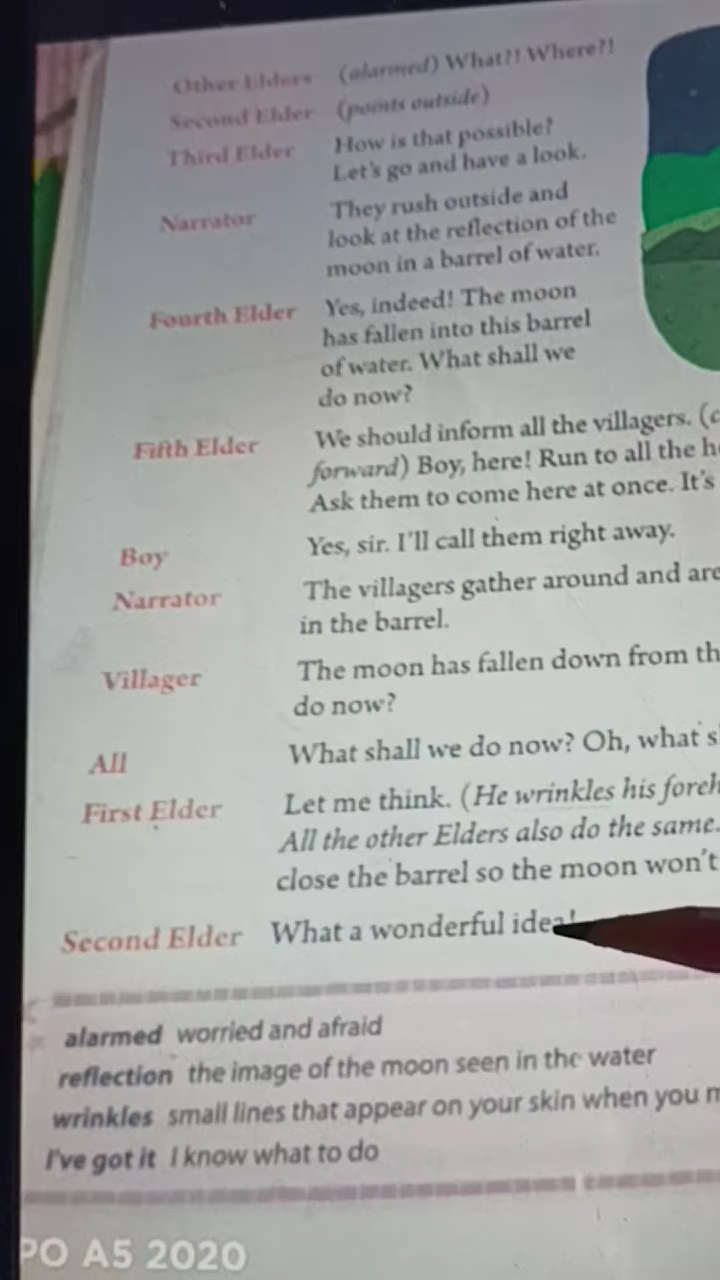 Other Elders (alarmed) What?! Where?!
Second Elder (points outside)
Third Elder How is that possible?
Let's go and have a look.
Narrator They rush outside and
look at the reflection of the
moon in a barrel of water.
Fourth Elder Yes, indeed! The moon
has fallen into this barrel
of water. What shall we
do now?
Fifth Elder We should inform all the villagers. (
forward) Boy, here! Run to all the
Ask them to come here at once. It's
Boy Yes, sir. I'll call them right away.
Narrator The villagers gather around and are
in the barrel.
Villager The moon has fallen down from
do now?
All What shall we do now? Oh, what
First Elder Let me think. (He wrinkles his
All the other Elders also do the same.
close the barrel so the moon won't
Second Elder What a wonderful idea!
alarmed worried and afraid
reflection the image of the moon seen in the water
wrinkles small lines that appear on your skin when you
I've got it I know what to do
PO A5 2020